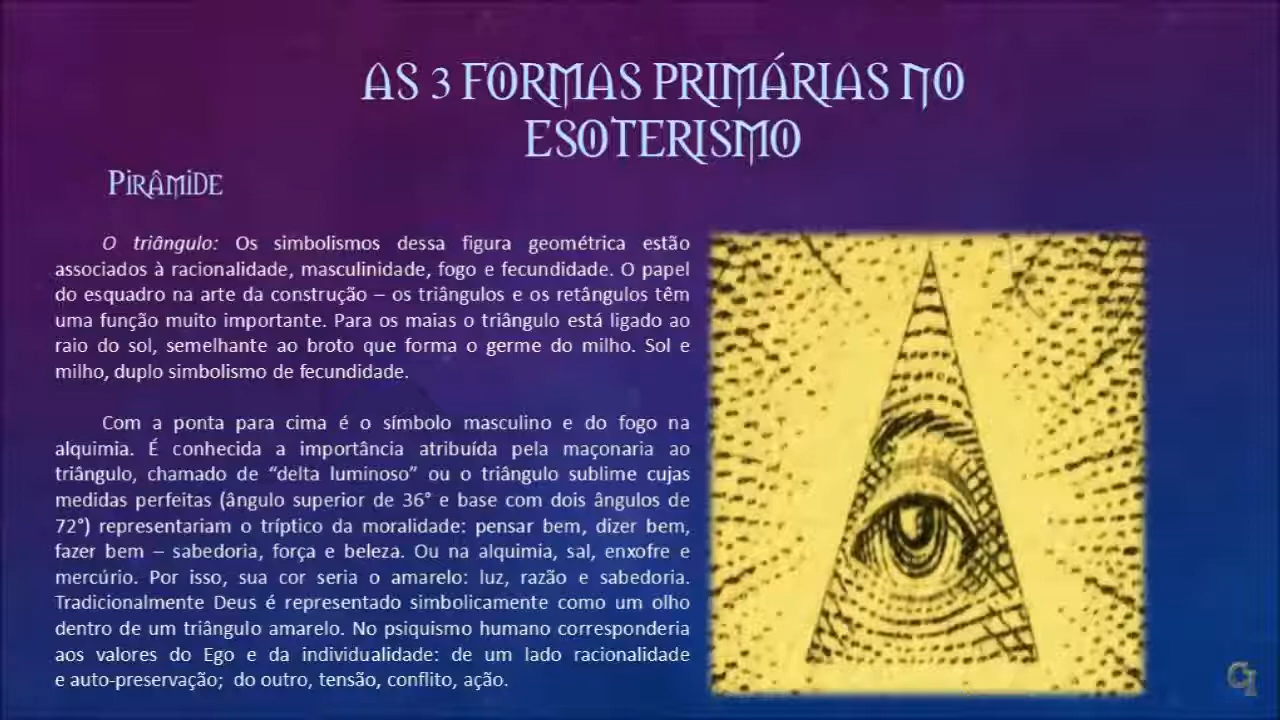 AS 3 FORMAS PRIMÁRIAS NO
ESOTERISMO
PIRÂMIDE
O triângulo: Os simbolismos dessa figura geométrica estão
associados à racionalidade, masculinidade, fogo e fecundidade. O papel
do esquadro na arte da construção – os triângulos e os retângulos têm
uma função muito importante. Para os maias o triângulo está ligado ao
raio do sol, semelhante ao broto que forma o germe do milho. Sol e
milho, duplo simbolismo de fecundidade.
Com a ponta para cima é o símbolo masculino e do fogo na
alquimia. É conhecida a importância atribuída pela maçonaria ao
triângulo, chamado de “delta luminoso” ou o triângulo sublime cujas
medidas perfeitas (ângulo superior de 36° e base com dois ângulos de
72°) representariam o tríptico da moralidade: pensar bem, dizer bem,
fazer bem – sabedoria, força e beleza. Ou na alquimia, sal, enxofre e
mercúrio. Por isso, sua cor seria o amarelo: luz, razão e sabedoria.
Tradicionalmente Deus é representado simbolicamente como um olho
dentro de um triângulo amarelo. No psiquismo humano corresponderia
aos valores do Ego e da individualidade: de um lado racionalidade
e auto-preservação; do outro, tensão, conflito, ação.